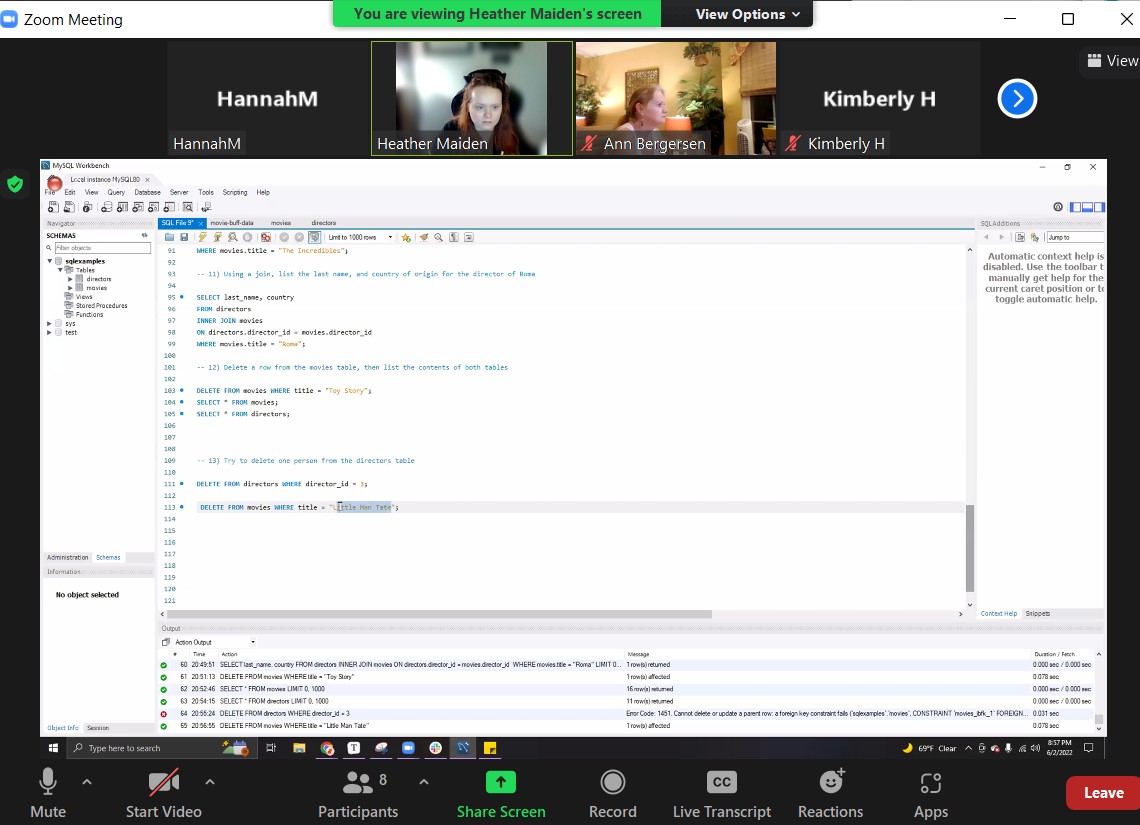 Zoom Meeting
You are viewing Heather Maiden's screen
View Options
HannahM
HannahM
Heather Maiden
Ann Bergersen
Kimberly H
Kimberly H
View
MySQL Workbench
Local instance MySQL80 ×
File Edit View Query Database Server Tools Scripting Help
Navigator
SCHEMAS
Filter objects
sqlexamples
Tables
directors
movies
Views
Stored Procedures
Functions
sys
test
Administration Schemas
Information
No object selected
Object Info Session
SQL File 9* × movie-buff-data movies directors
Limit to 1000 rows
91 WHERE movies.title = "The Incredibles";
92
93 -- 11) Using a join, list the last name, and country of origin for the director of Roma
94
95 SELECT last_name, country
96 FROM directors
97 INNER JOIN movies
98 ON directors.director_id = movies.director_id
99 WHERE movies.title = "Roma";
100
101 -- 12) Delete a row from the movies table, then list the contents of both tables
102
103 DELETE FROM movies WHERE title = "Toy Story";
104 SELECT * FROM movies;
105 SELECT * FROM directors;
106
107
108
109 -- 13) Try to delete one person from the directors table
110
111 DELETE FROM directors WHERE director_id = 3;
112
113 DELETE FROM movies WHERE title = "Little Man Tate";
114
115
116
117
118
119
120
121
SQLAdditions
Jump to
Automatic context help is
disabled. Use the toolbar t
manually get help for the
current caret position or to
toggle automatic help.
Context Help Snippets
Output
Action Output
# Time Action Message Duration / Fetch
60 20:49:51 SELECT last_name, country FROM directors INNER JOIN movies ON directors.director_id = movies.director_id WHERE movies.title = "Roma" LIMIT 0... 1 row(s) returned 0.000 sec / 0.000 sec
61 20:51:13 DELETE FROM movies WHERE title = "Toy Story" 1 row(s) affected 0.078 sec
62 20:52:46 SELECT * FROM movies LIMIT 0, 1000 16 row(s) returned 0.000 sec / 0.000 sec
63 20:54:15 SELECT * FROM directors LIMIT 0, 1000 11 row(s) returned 0.000 sec / 0.000 sec
64 20:55:24 DELETE FROM directors WHERE director_id = 3 Error Code: 1451. Cannot delete or update a parent row: a foreign key constraint fails (`sqlexamples`.`movies`, CONSTRAINT `movies_ibfk_1` FOREIGN... 0.031 sec
65 20:56:55 DELETE FROM movies WHERE title = "Little Man Tate" 1 row(s) affected 0.078 sec
Type here to search
69°F Clear
8:57 PM
6/2/2022
Mute
Start Video
8
Participants
Share Screen
Record
CC
Live Transcript
Reactions
Apps
Leave